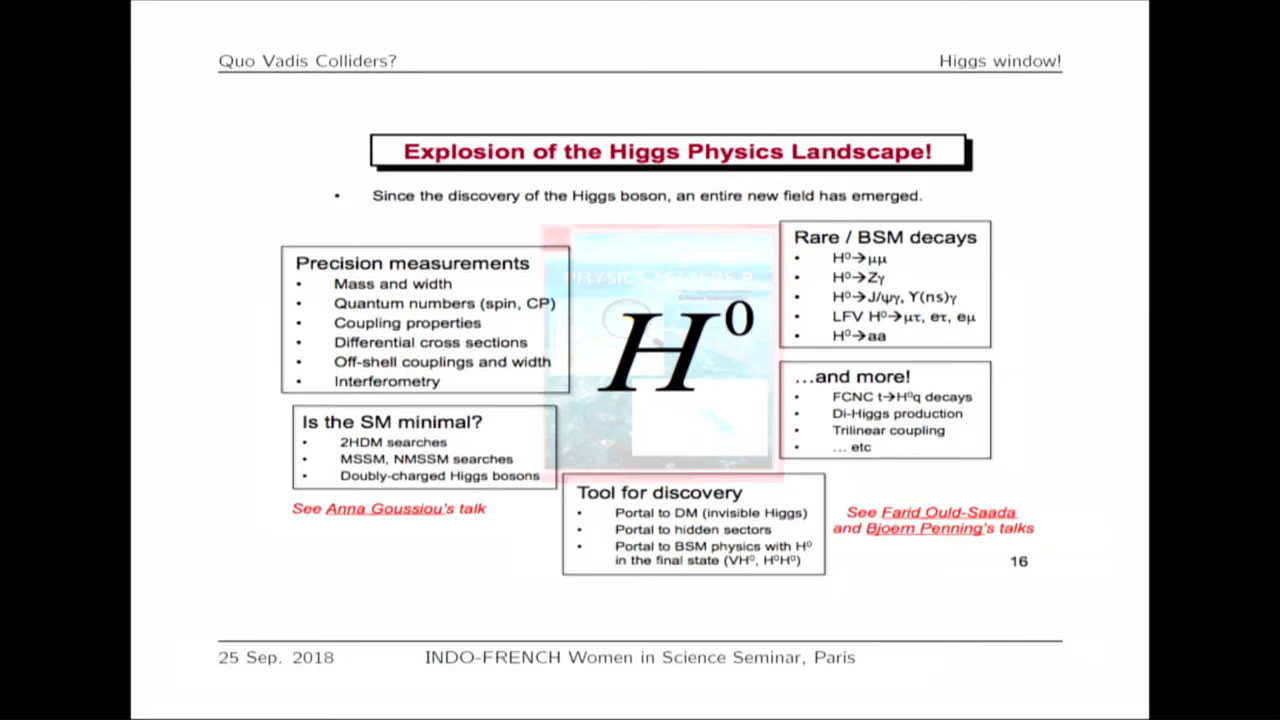 Quo Vadis Colliders?
Higgs window!
Explosion of the Higgs Physics Landscape!
• Since the discovery of the Higgs boson, an entire new field has emerged.
Precision measurements
• Mass and width
• Quantum numbers (spin, CP)
• Coupling properties
• Differential cross sections
• Off-shell couplings and width
• Interferometry
Is the SM minimal?
• 2HDM searches
• MSSM, NMSSM searches
• Doubly-charged Higgs bosons
See Anna Goussiou's talk
PHYSICS LETTERS B
H⁰
Tool for discovery
• Portal to DM (invisible Higgs)
• Portal to hidden sectors
• Portal to BSM physics with H⁰
in the final state (VH⁰, H⁰H⁰)
Rare / BSM decays
• H⁰→μμ
• H⁰→Zγ
• H⁰→J/ψγ, ϒ(ns)γ
• LFV H⁰→μτ, eτ, eμ
• H⁰→aa
...and more!
• FCNC t→H⁰q decays
• Di-Higgs production
• Trilinear coupling
• ... etc
See Farid Ould-Saada
and Bjoern Penning's talks
16
25 Sep. 2018
INDO-FRENCH Women in Science Seminar, Paris